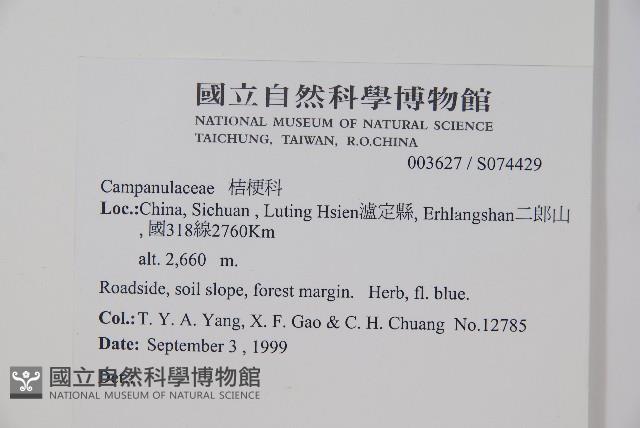 國立自然科學博物館
NATIONAL MUSEUM OF NATURAL SCIENCE
TAICHUNG, TAIWAN, R.O.CHINA
003627 / S074429
Campanulaceae 桔梗科
Loc.:China, Sichuan , Luting Hsien瀘定縣, Erhlangshan二郎山
, 國318線2760Km
alt. 2,660 m.
Roadside, soil slope, forest margin. Herb, fl. blue.
Col.: T. Y. A. Yang, X. F. Gao & C. H. Chuang No.12785
Date: September 3 , 1999
Det.:
國立自然科學博物館
NATIONAL MUSEUM OF NATURAL SCIENCE